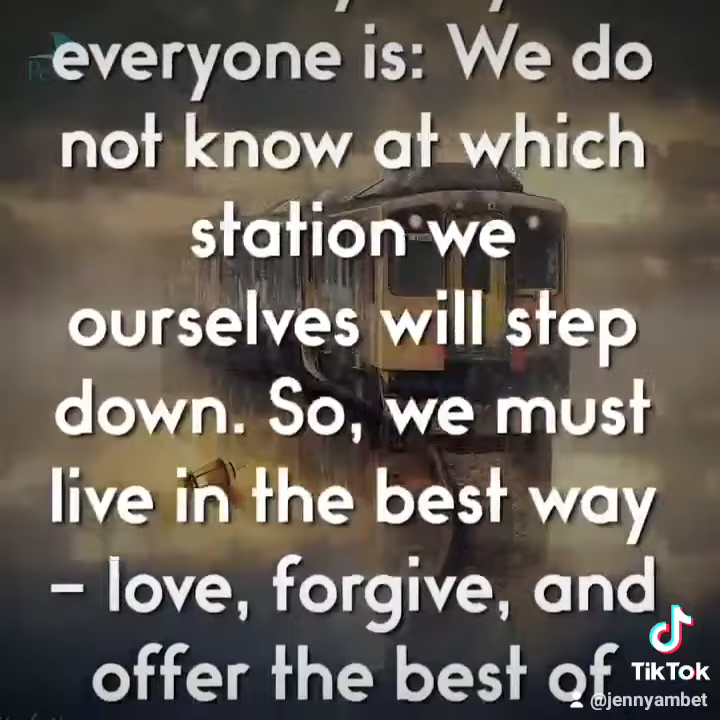 everyone is: We do
not know at which
station we
ourselves will step
down. So, we must
live in the best way
– love, forgive, and
offer the best of
TikTok
@jennyambet